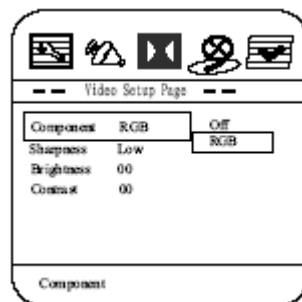 -- -- Video Setup Page -- --
Component RGB Off
RGB
Sharpness Low
Brightness 00
Contrast 00
Component